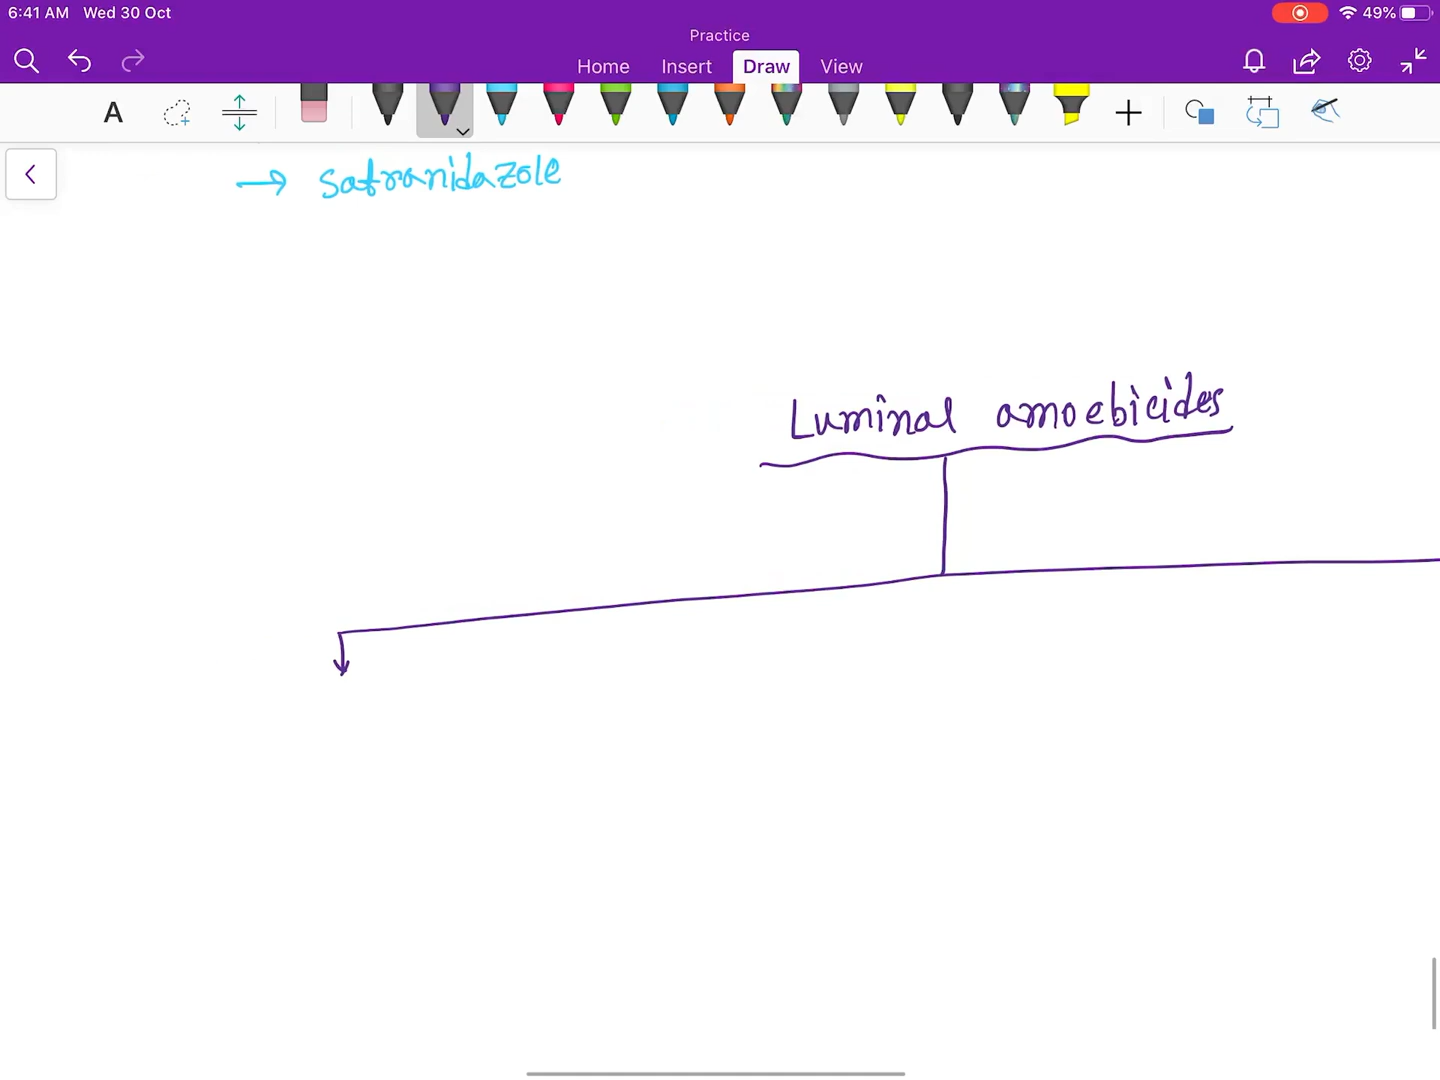 6:41 AM Wed 30 Oct
49%
Practice
Home Insert Draw View
A
→ Satranidazole
Luminal amoebicides